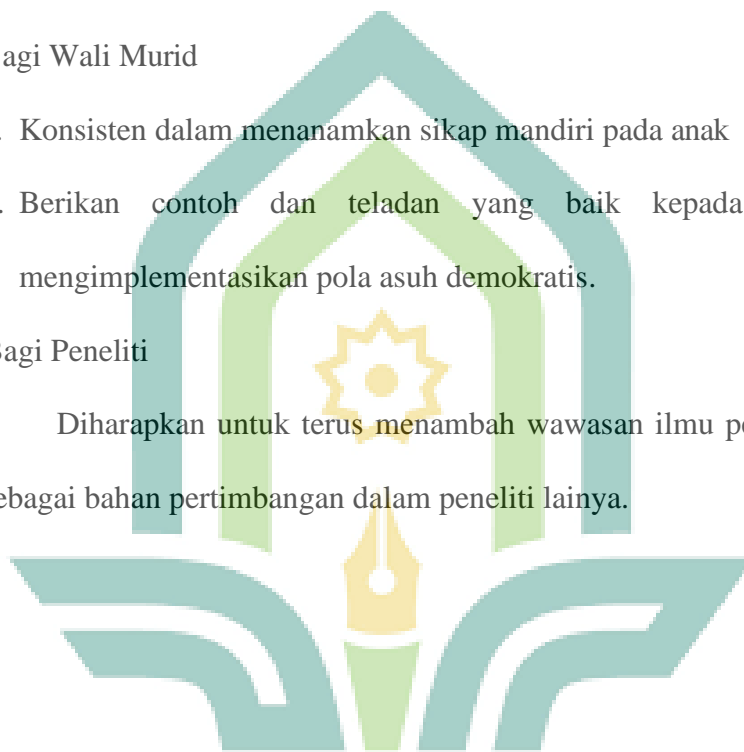 agi Wali Murid
. Konsisten dalam menanamkan sikap mandiri pada anak
. Berikan contoh dan teladan yang baik kepada
mengimplementasikan pola asuh demokratis.
Bagi Peneliti
Diharapkan untuk terus menambah wawasan ilmu pe
sebagai bahan pertimbangan dalam peneliti lainya.